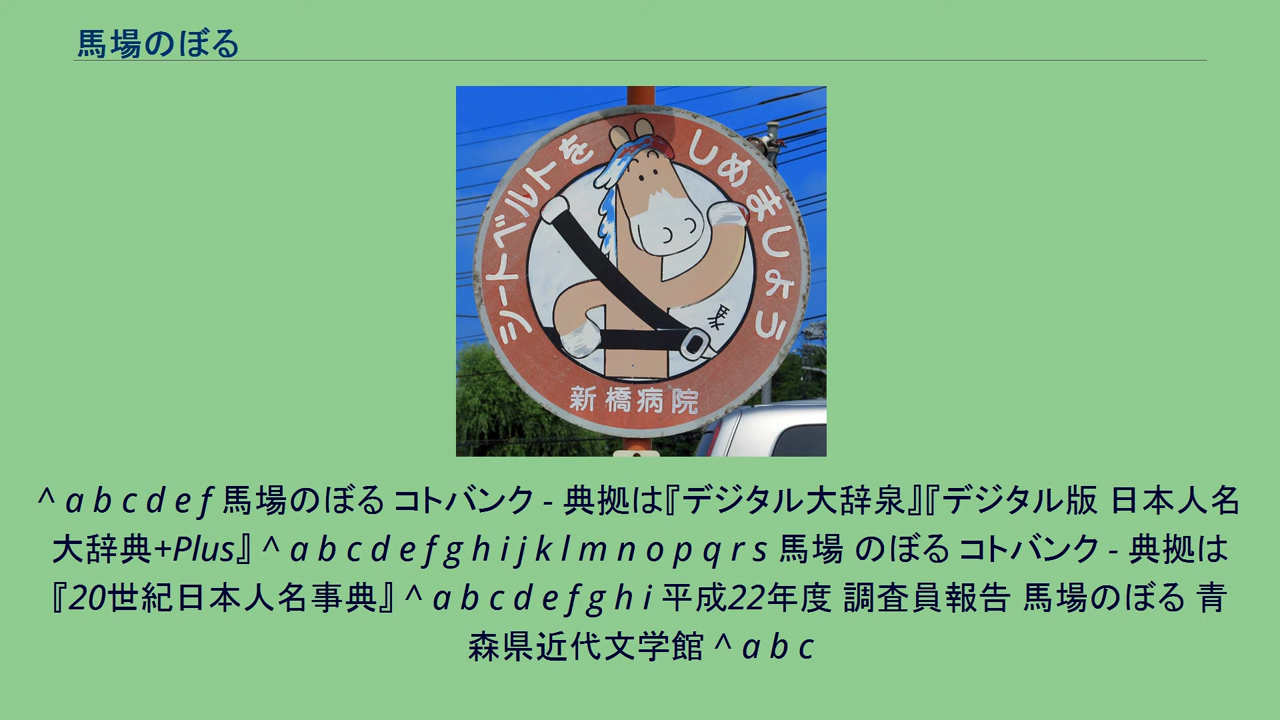 馬場のぼる
シートベルトを しめましょう
馬
新橋病院
^ a b c d e f 馬場のぼる コトバンク - 典拠は『デジタル大辞泉』『デジタル版 日本人名
大辞典+Plus』 ^ a b c d e f g h i j k l m n o p q r s 馬場 のぼる コトバンク - 典拠は
『20世紀日本人名事典』 ^ a b c d e f g h i 平成22年度 調査員報告 馬場のぼる 青
森県近代文学館 ^ a b c